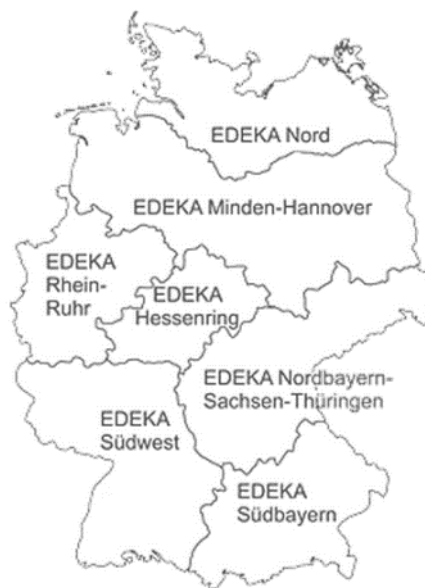 EDEKA Nord
EDEKA Minden-Hannover
EDEKA
Rhein-
Ruhr
EDEKA
Hessenring
EDEKA Nordbayern-
Sachsen-Thüringen
EDEKA
Südwest
EDEKA
Südbayern